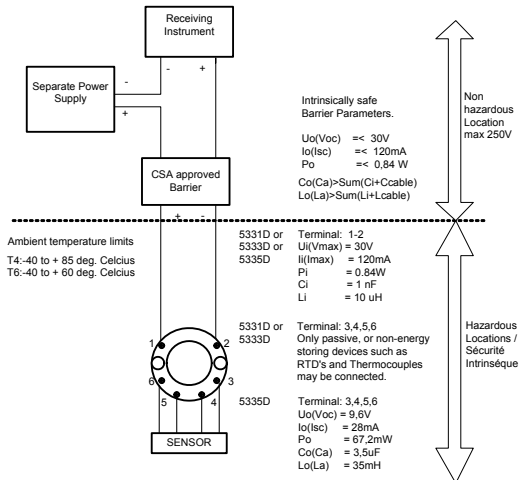 Receiving
Instrument
- +
Separate Power
Supply
-
+
CSA approved
Barrier
+ -
Intrinsically safe
Barrier Parameters.
Uo(Voc) =< 30V
Io(Isc) =< 120mA
Po =< 0,84 W
Co(Ca)>Sum(Ci+Ccable)
Lo(La)>Sum(Li+Lcable)
Non
hazardous
Location
max 250V
Ambient temperature limits
T4:-40 to + 85 deg. Celcius
T6:-40 to + 60 deg. Celcius
5331D or
5333D or
5335D
Terminal: 1-2
Ui(Vmax) = 30V
Ii(Imax) = 120mA
Pi = 0.84W
Ci = 1 nF
Li = 10 uH
5331D or
5333D
Terminal: 3,4,5,6
Only passive, or non-energy
storing devices such as
RTD's and Thermocouples
may be connected.
5335D
Terminal: 3,4,5,6
Uo(Voc) = 9,6V
Io(Isc) = 28mA
Po = 67,2mW
Co(Ca) = 3,5uF
Lo(La) = 35mH
Hazardous
Locations /
Sécurité
Intrinséque
1 2
6 3
5 4
SENSOR